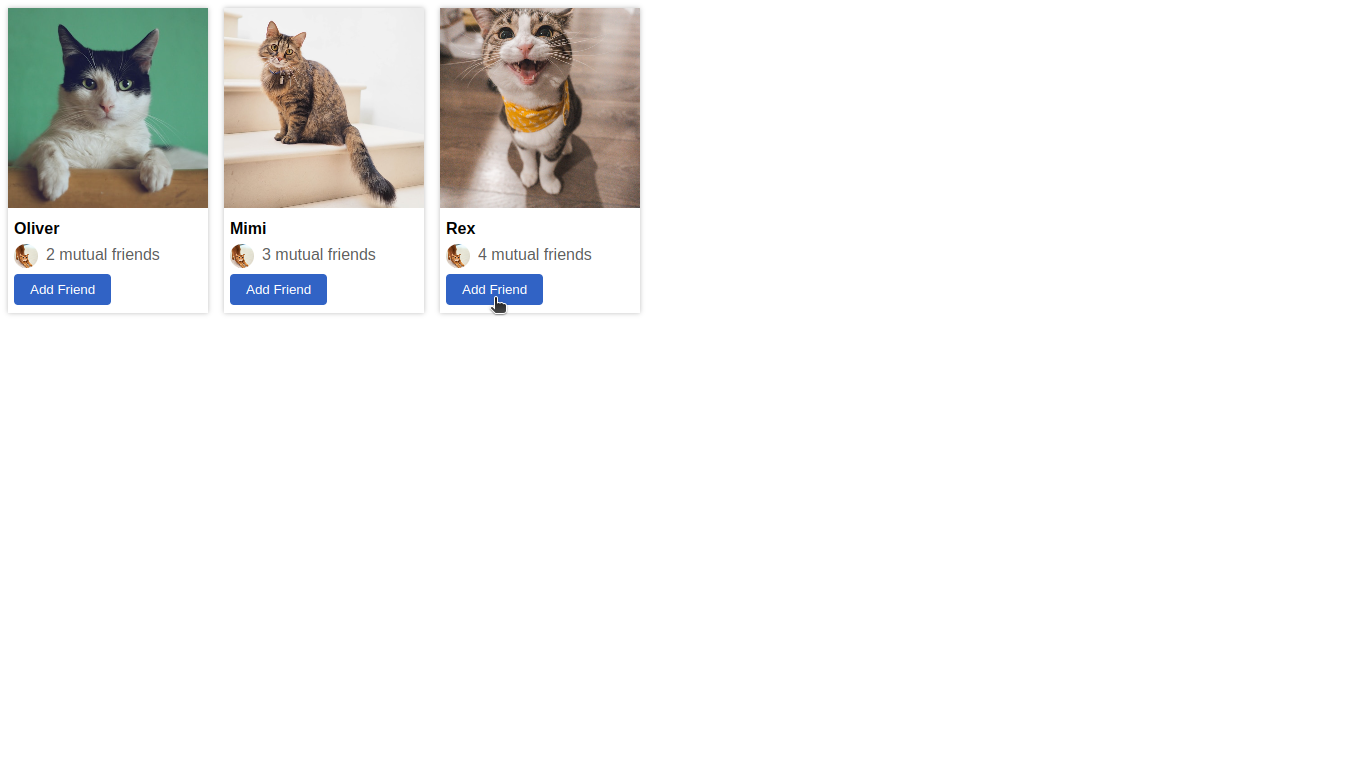 Oliver
2 mutual friends
Add Friend
Mimi
3 mutual friends
Add Friend
Rex
4 mutual friends
Add Friend